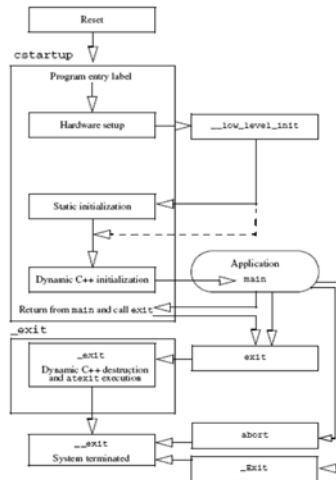 Reset
cstartup
Program entry label
Hardware setup
__low_level_init
Static initialization
Dynamic C++ initialization
Application
main
Return from main and call exit
_exit
_exit
Dynamic C++ destruction
and atexit execution
exit
__exit
System terminated
abort
_Exit